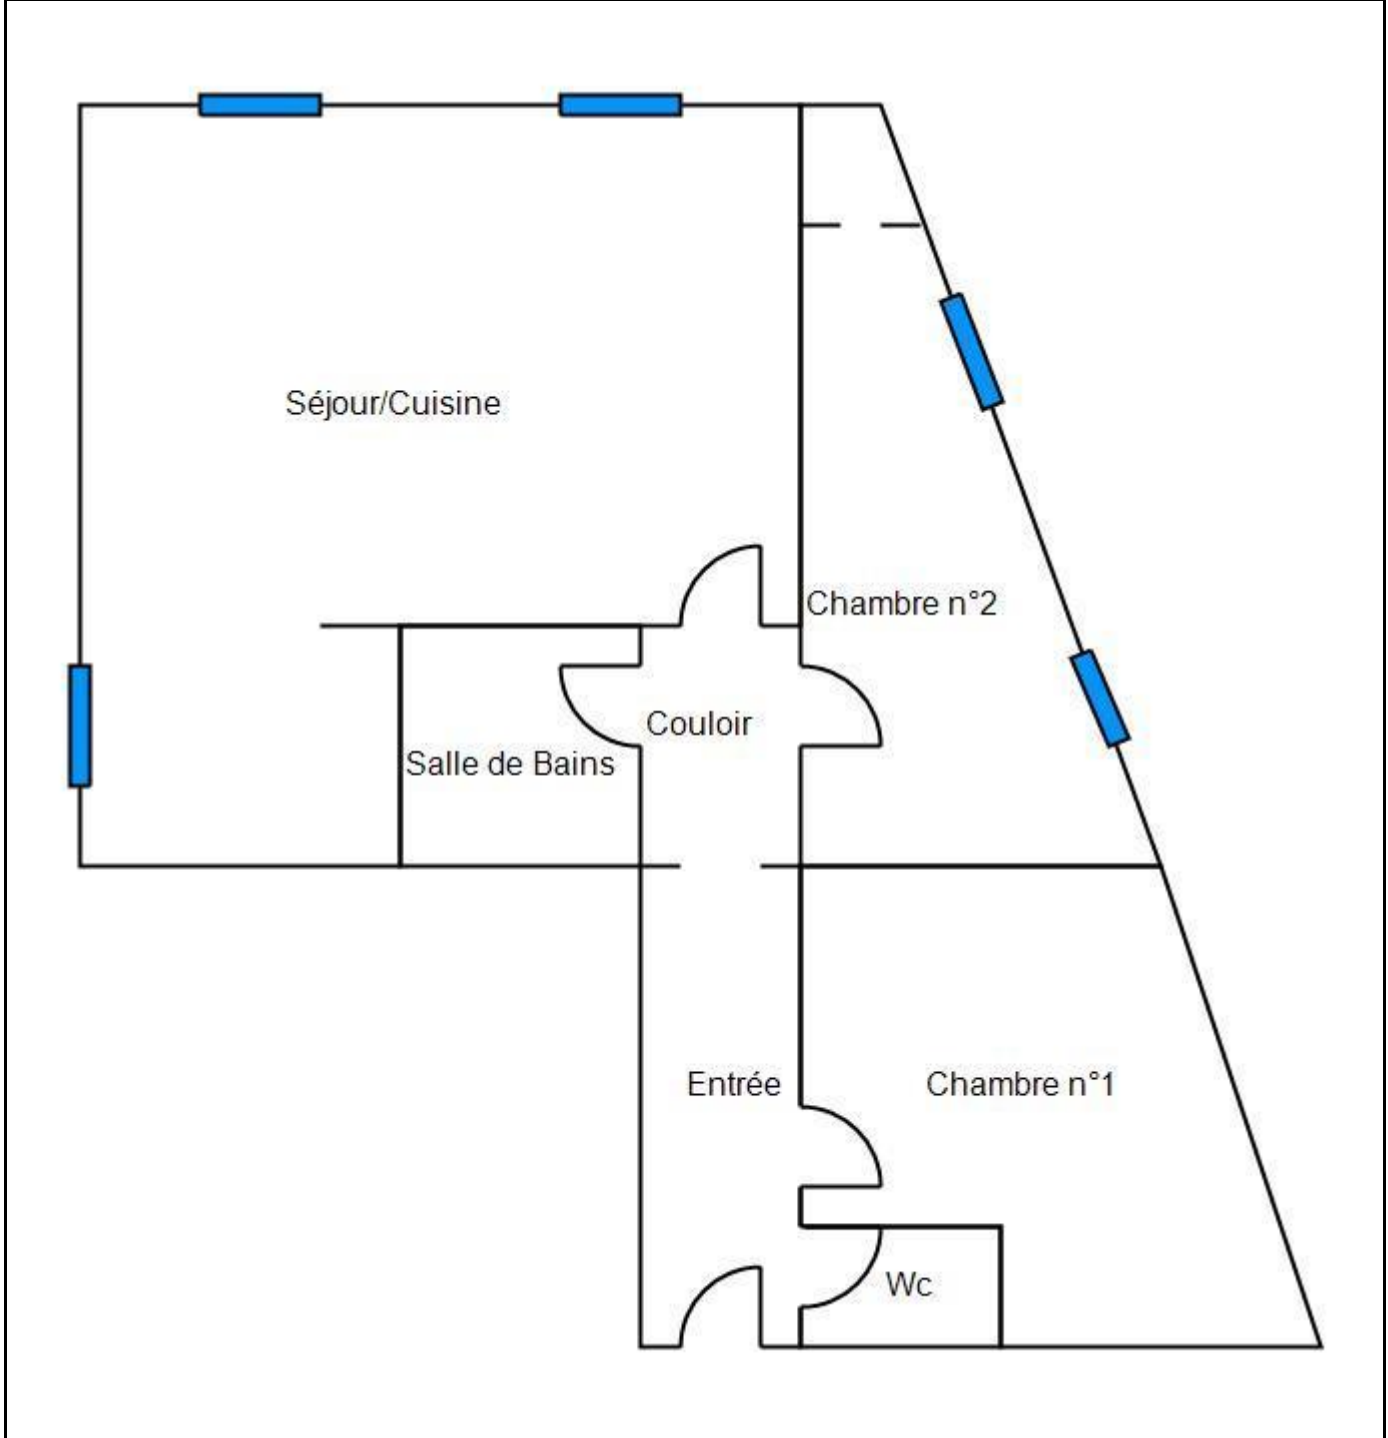 Séjour/Cuisine
Chambre n°2
Couloir
Salle de Bains
Entrée
Chambre n°1
Wc